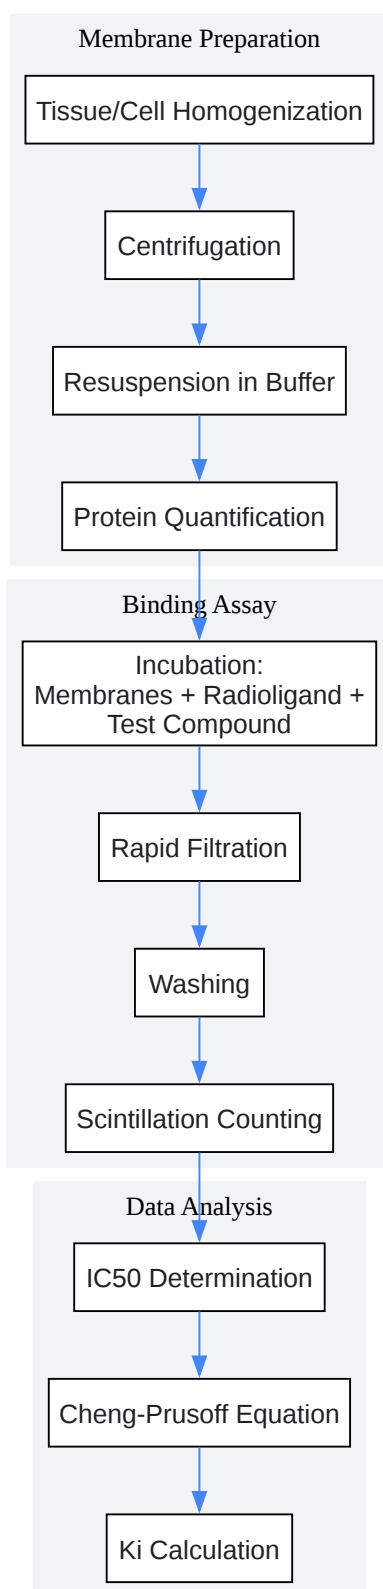 Membrane Preparation
Tissue/Cell Homogenization
Centrifugation
Resuspension in Buffer
Protein Quantification
Binding Assay
Incubation:
Membranes + Radioligand +
Test Compound
Rapid Filtration
Washing
Scintillation Counting
Data Analysis
IC50 Determination
Cheng-Prusoff Equation
Ki Calculation